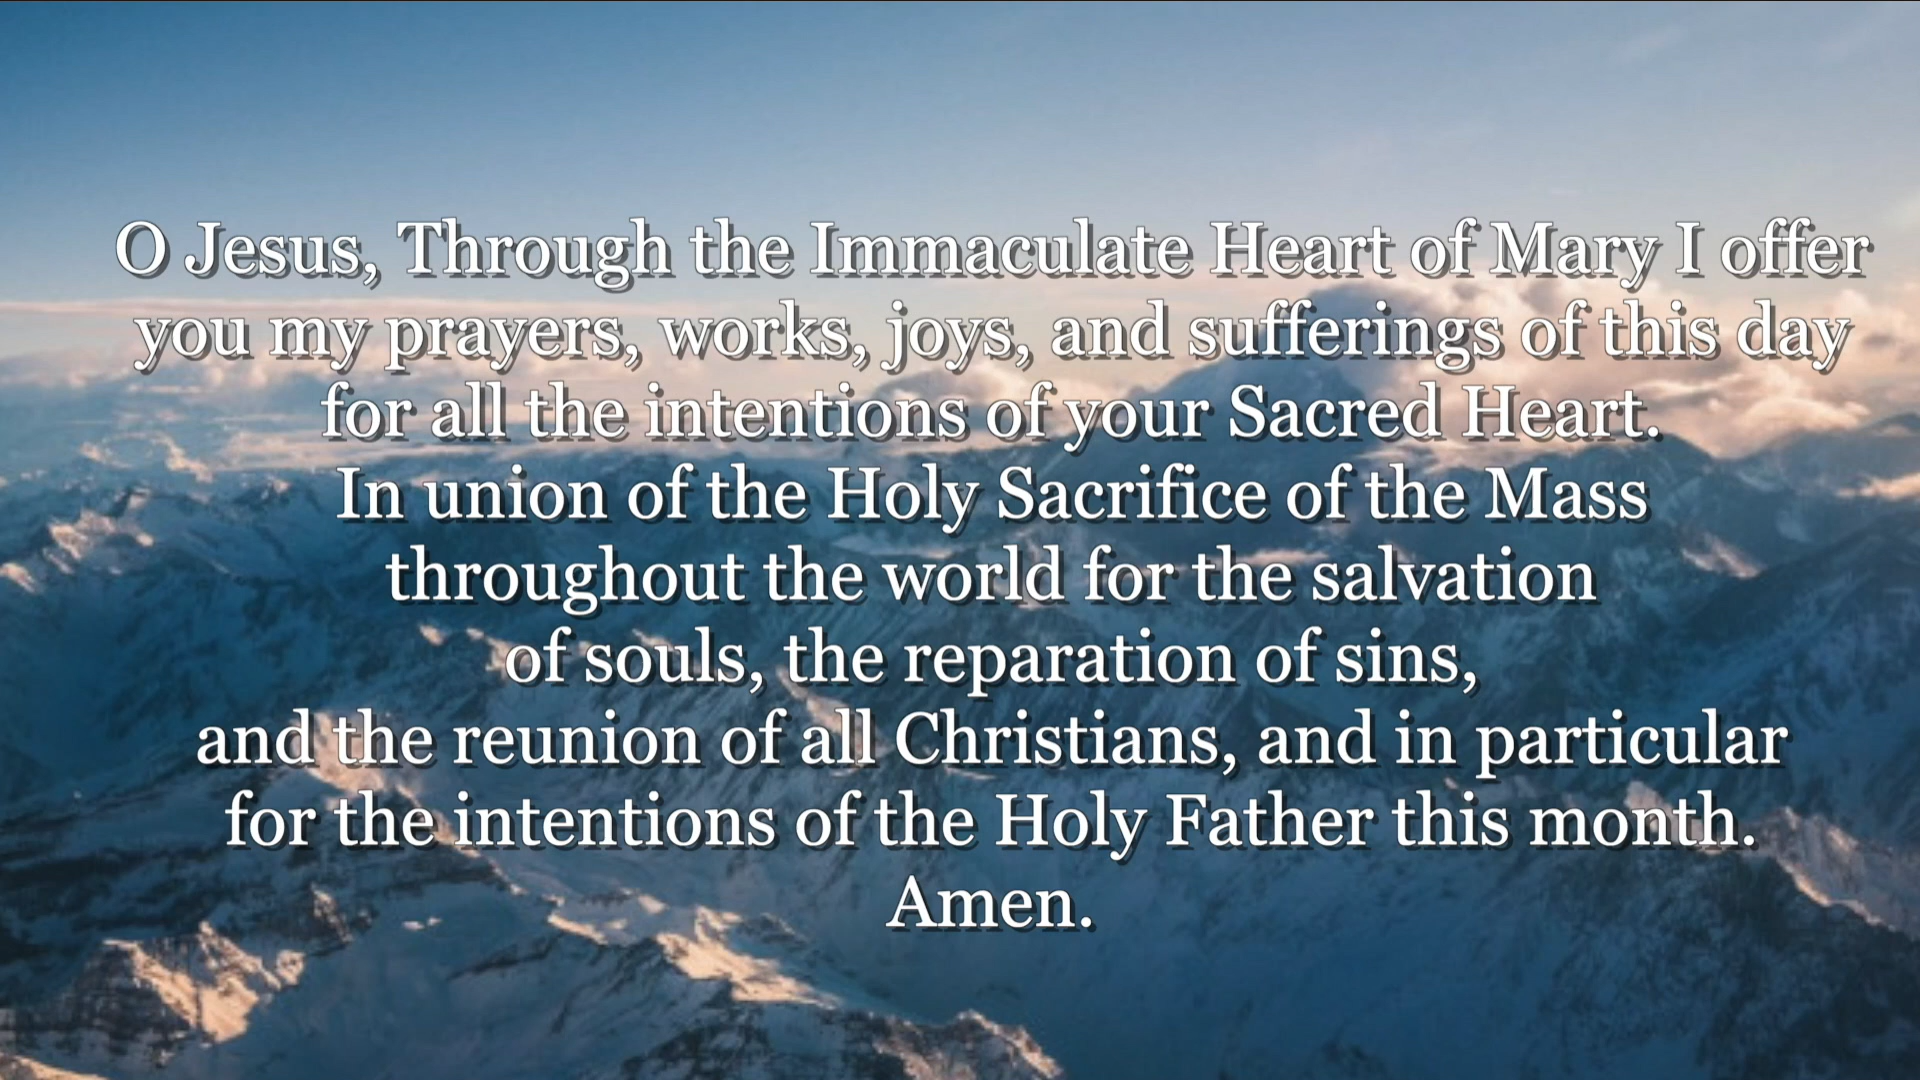 O Jesus, Through the Immaculate Heart of Mary I offer
you my prayers, works, joys, and sufferings of this day
for all the intentions of your Sacred Heart.
In union of the Holy Sacrifice of the Mass
throughout the world for the salvation
of souls, the reparation of sins,
and the reunion of all Christians, and in particular
for the intentions of the Holy Father this month.
Amen.